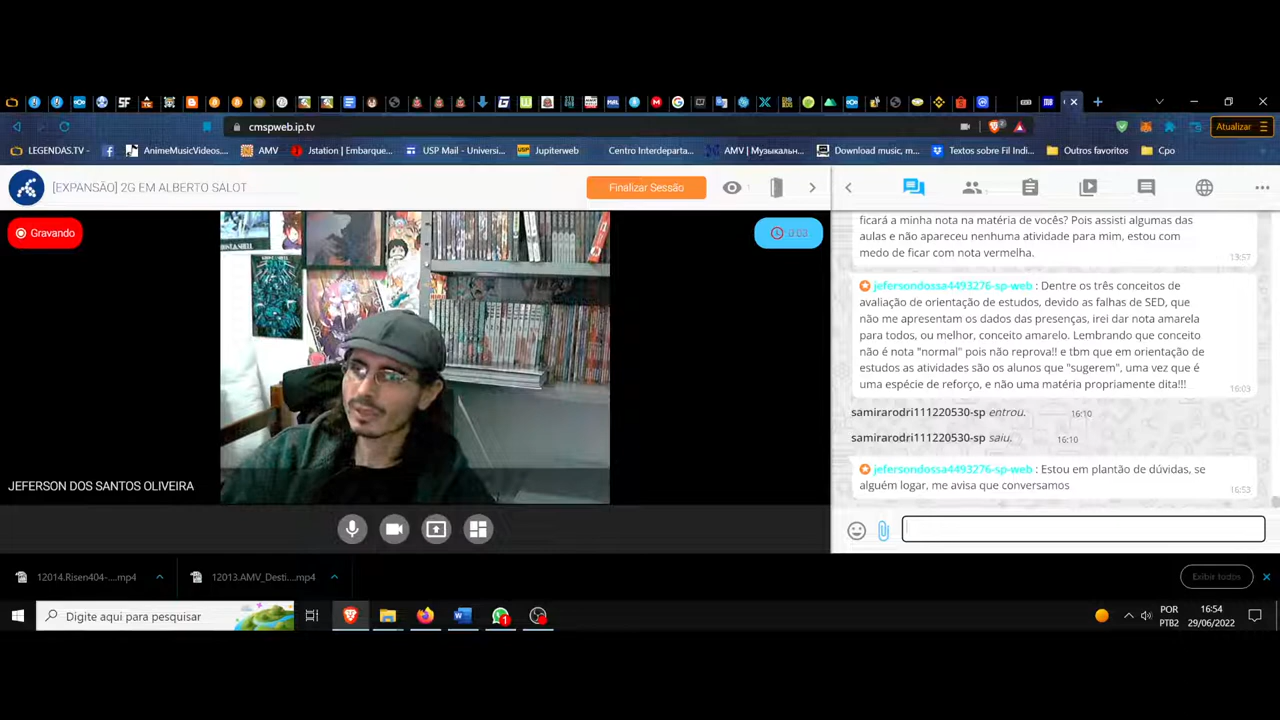 cmspweb.ip.tv
Atualizar
LEGENDAS.TV -
AnimeMusicVideos...
AMV
Jstation | Embarque...
USP Mail - Universi...
Jupiterweb
Centro Interdeparta...
AMV | Музыкальн...
Download music, m...
Textos sobre Fil Indi...
Outros favoritos
Cpo
[EXPANSÃO] 2G EM ALBERTO SALOT
Finalizar Sessão
1
Gravando
0:03
JEFERSON DOS SANTOS OLIVEIRA
ficará a minha nota na matéria de vocês? Pois assisti algumas das
aulas e não apareceu nenhuma atividade para mim, estou com
medo de ficar com nota vermelha.
13:57
jefersondossa4493276-sp-web : Dentre os três conceitos de
avaliação de orientação de estudos, devido as falhas de SED, que
não me apresentam os dados das presenças, irei dar nota amarela
para todos, ou melhor, conceito amarelo. Lembrando que conceito
não é nota "normal" pois não reprova!! e tbm que em orientação de
estudos as atividades são os alunos que "sugerem", uma vez que é
uma espécie de reforço, e não uma matéria propriamente dita!!!
16:03
samirarodri111220530-sp entrou. 16:10
samirarodri111220530-sp saiu. 16:10
jefersondossa4493276-sp-web : Estou em plantão de dúvidas, se
alguém logar, me avisa que conversamos
16:53
12014.Risen404-....mp4
12013.AMV_Desti....mp4
Exibir todos
Digite aqui para pesquisar
1
POR
PTB2
16:54
29/06/2022